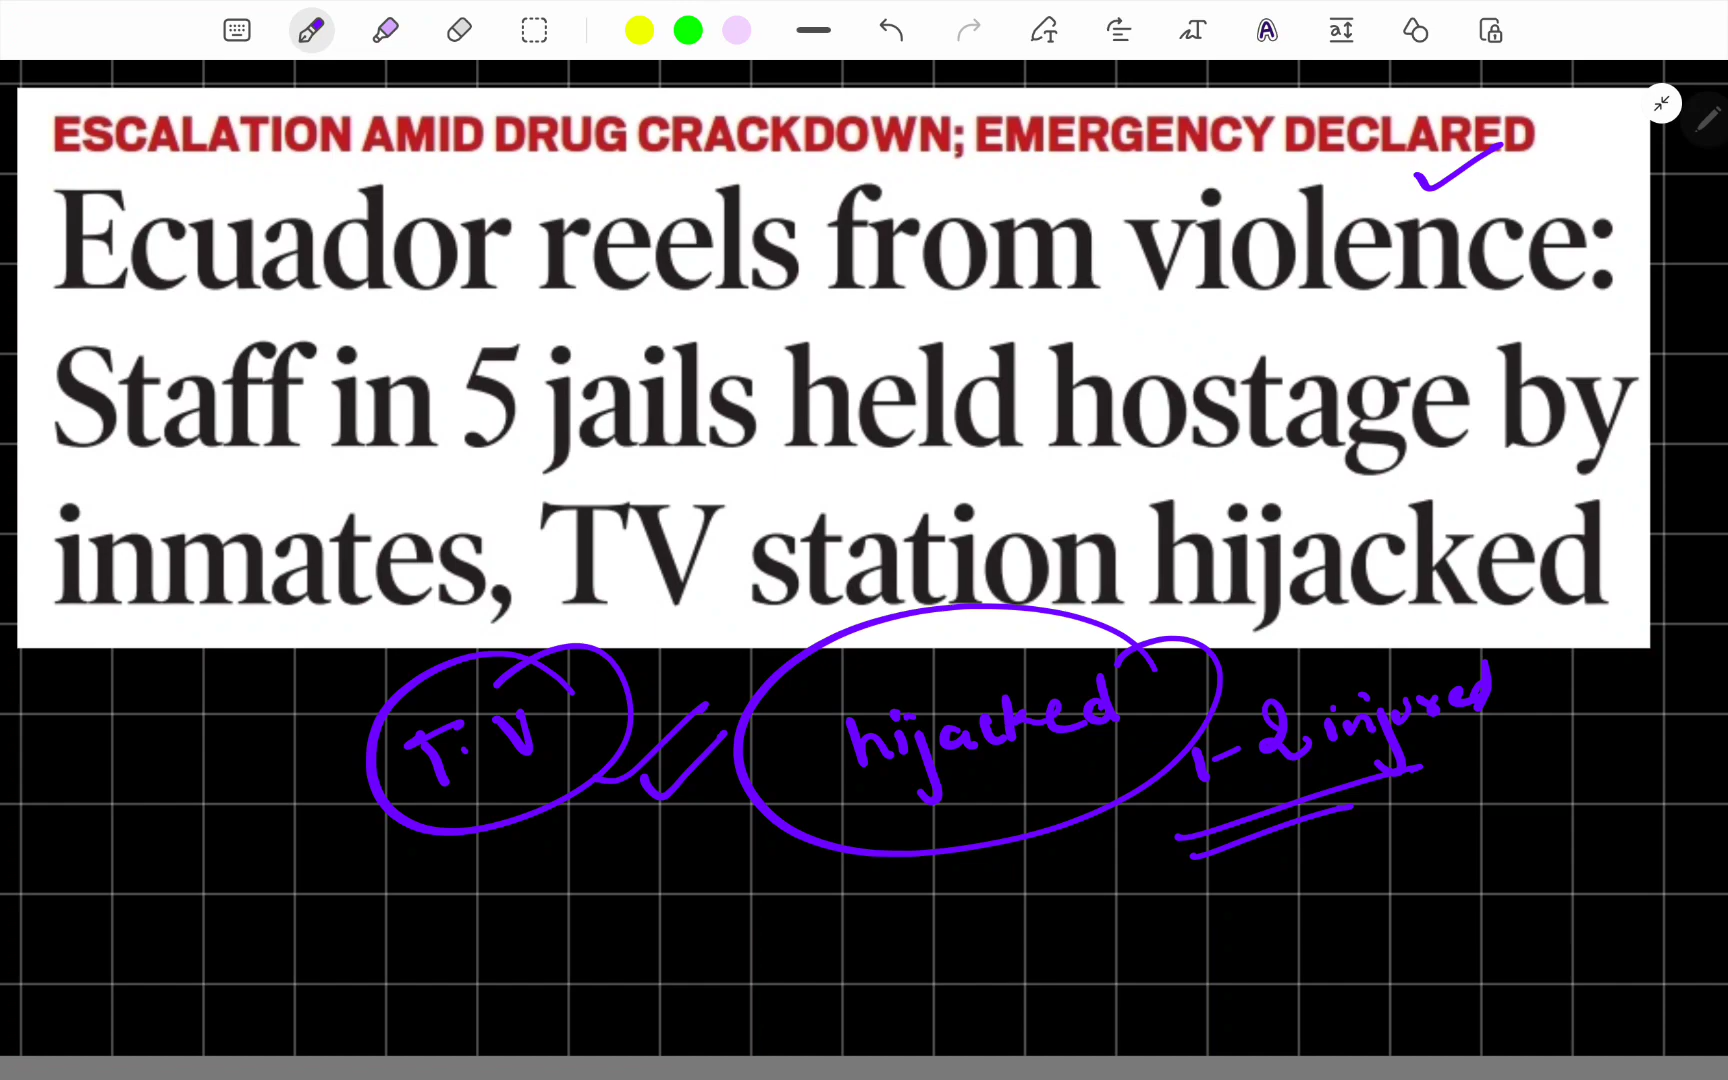 ESCALATION AMID DRUG CRACKDOWN; EMERGENCY DECLARED
Ecuador reels from violence:
Staff in 5 jails held hostage by
inmates, TV station hijacked
T.V hijacked 1-2 injured